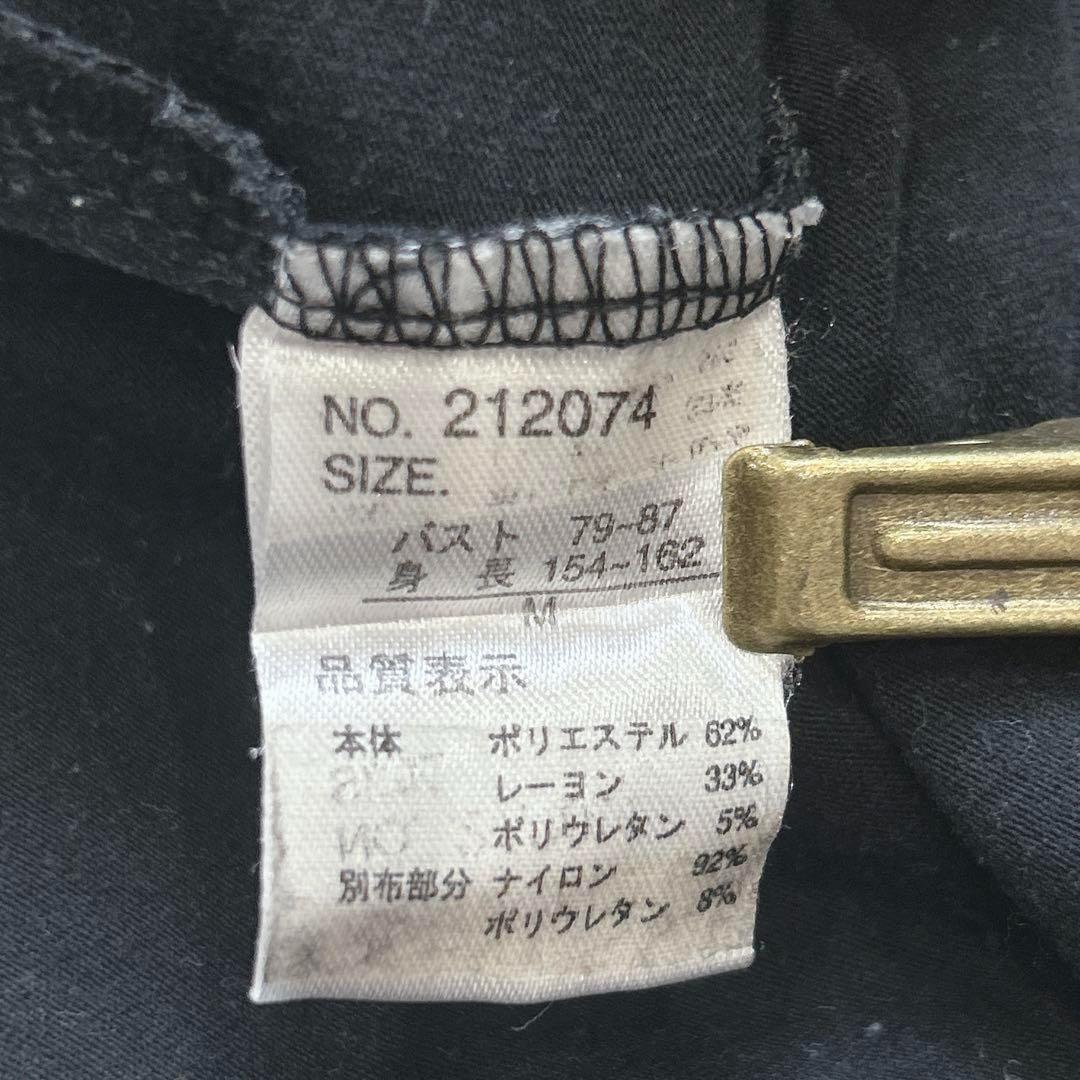 NO. 212074
SIZE.
バスト 79~87
身長 154~162
M
品質表示
本体 ポリエステル 62%
レーヨン 33%
ポリウレタン 5%
別布部分 ナイロン 92%
ポリウレタン 8%